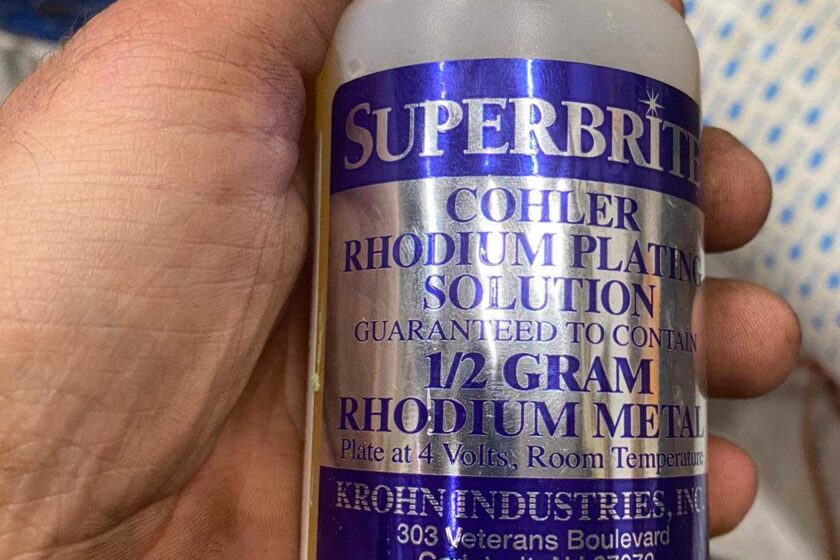 SUPERBRITE
COHLER
RHODIUM PLATING
SOLUTION
GUARANTEED TO CONTAIN
1/2 GRAM
RHODIUM METAL
Plate at 4 Volts, Room Temperature
KROHN INDUSTRIES, INC.
303 Veterans Boulevard